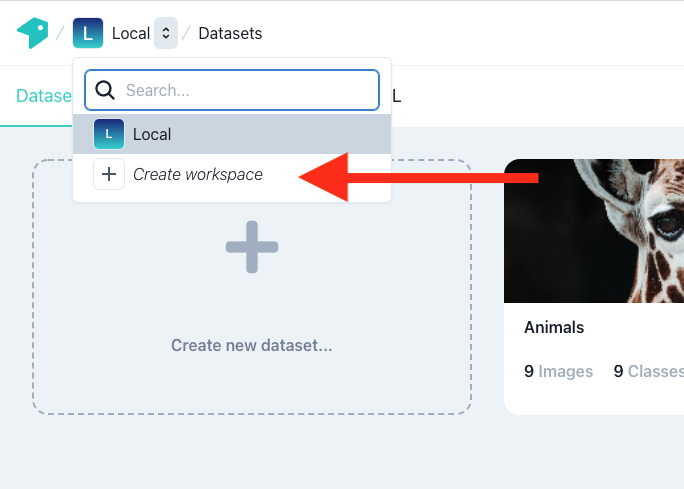 / L Local / Datasets
Search...
Datase L
L Local
Create workspace
Create new dataset...
Animals
9 Images 9 Classes